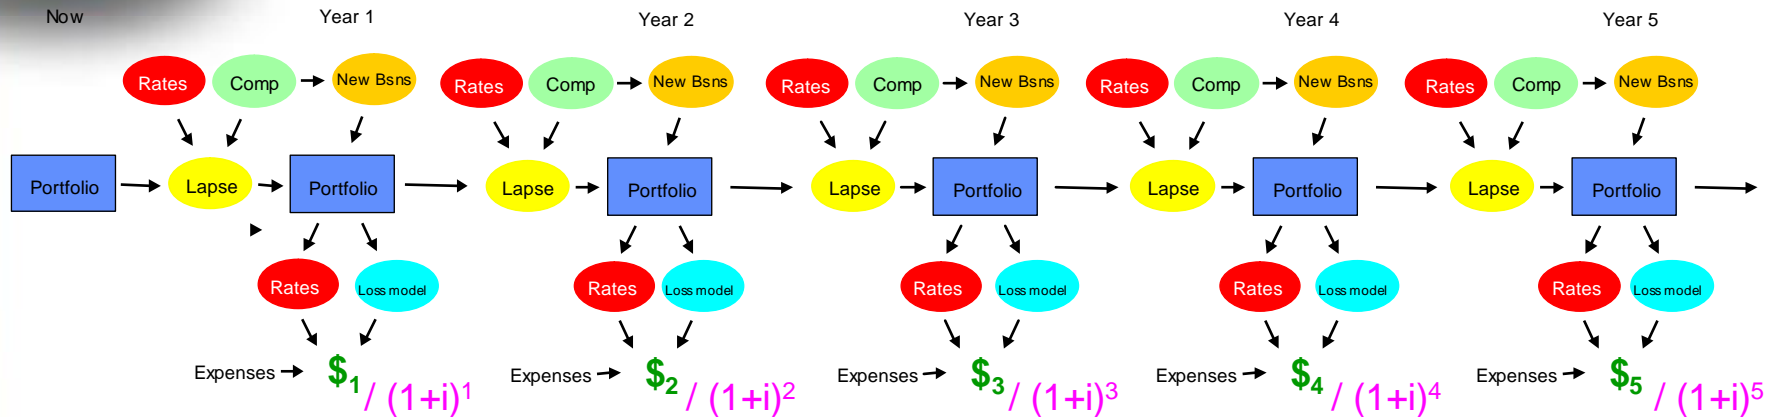 Now Year 1 Year 2 Year 3 Year 4 Year 5
Rates Comp New Bsns Rates Comp New Bsns Rates Comp New Bsns Rates Comp New Bsns Rates Comp New Bsns
Portfolio Lapse Portfolio Lapse Portfolio Lapse Portfolio Lapse Portfolio Lapse Portfolio
Rates Loss model Rates Loss model Rates Loss model Rates Loss model Rates Loss model
Expenses $1 / (1+i)1 Expenses $2 / (1+i)2 Expenses $3 / (1+i)3 Expenses $4 / (1+i)4 Expenses $5 / (1+i)5